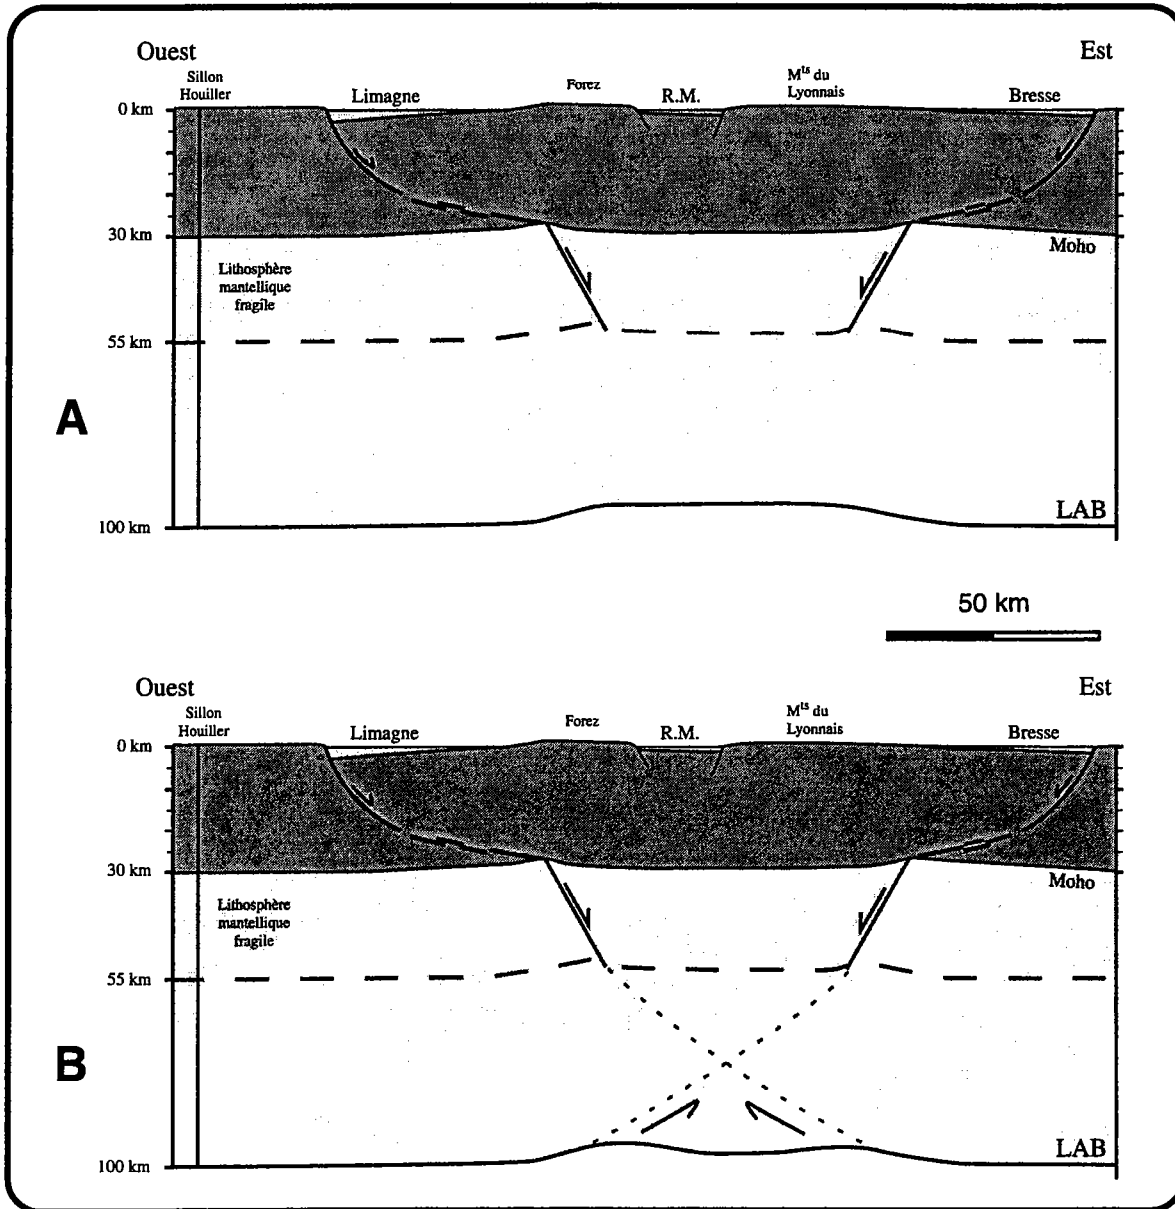 Ouest
Est
Sillon
Houiller
Limagne
Forez
R.M.
Mts du
Lyonnais
Bresse
0 km
30 km
Moho
Lithosphère
mantellique
fragile
55 km
A
LAB
100 km
50 km
Ouest
Est
Sillon
Houiller
Limagne
Forez
R.M.
Mts du
Lyonnais
Bresse
0 km
30 km
Moho
Lithosphère
mantellique
fragile
55 km
B
LAB
100 km